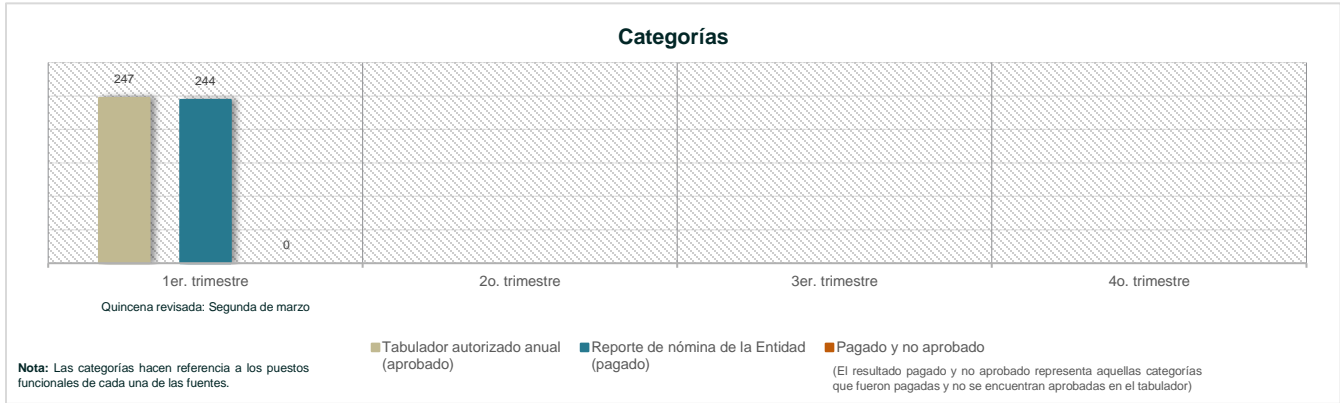 Categorías
247
244
0
1er. trimestre
2o. trimestre
3er. trimestre
4o. trimestre
Quincena revisada: Segunda de marzo
Tabulador autorizado anual
(aprobado)
Reporte de nómina de la Entidad
(pagado)
Pagado y no aprobado
(El resultado pagado y no aprobado representa aquellas categorías
que fueron pagadas y no se encuentran aprobadas en el tabulador)
Nota: Las categorías hacen referencia a los puestos
funcionales de cada una de las fuentes.